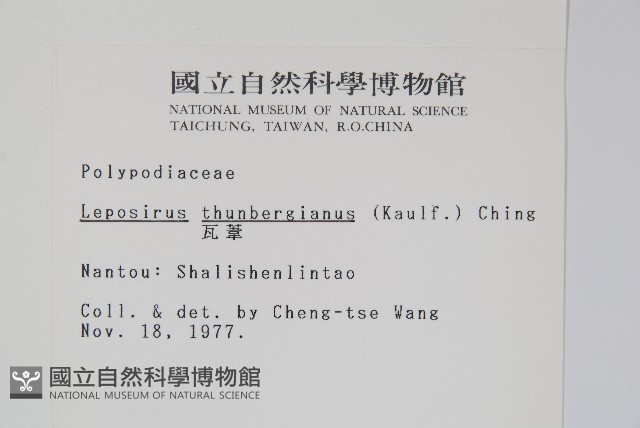 國立自然科學博物館
NATIONAL MUSEUM OF NATURAL SCIENCE
TAICHUNG, TAIWAN, R.O.CHINA
Polypodiaceae
Leposirus thunbergianus (Kaulf.) Ching
瓦葦
Nantou: Shalishenlintao
Coll. & det. by Cheng-tse Wang
Nov. 18, 1977.
國立自然科學博物館
NATIONAL MUSEUM OF NATURAL SCIENCE